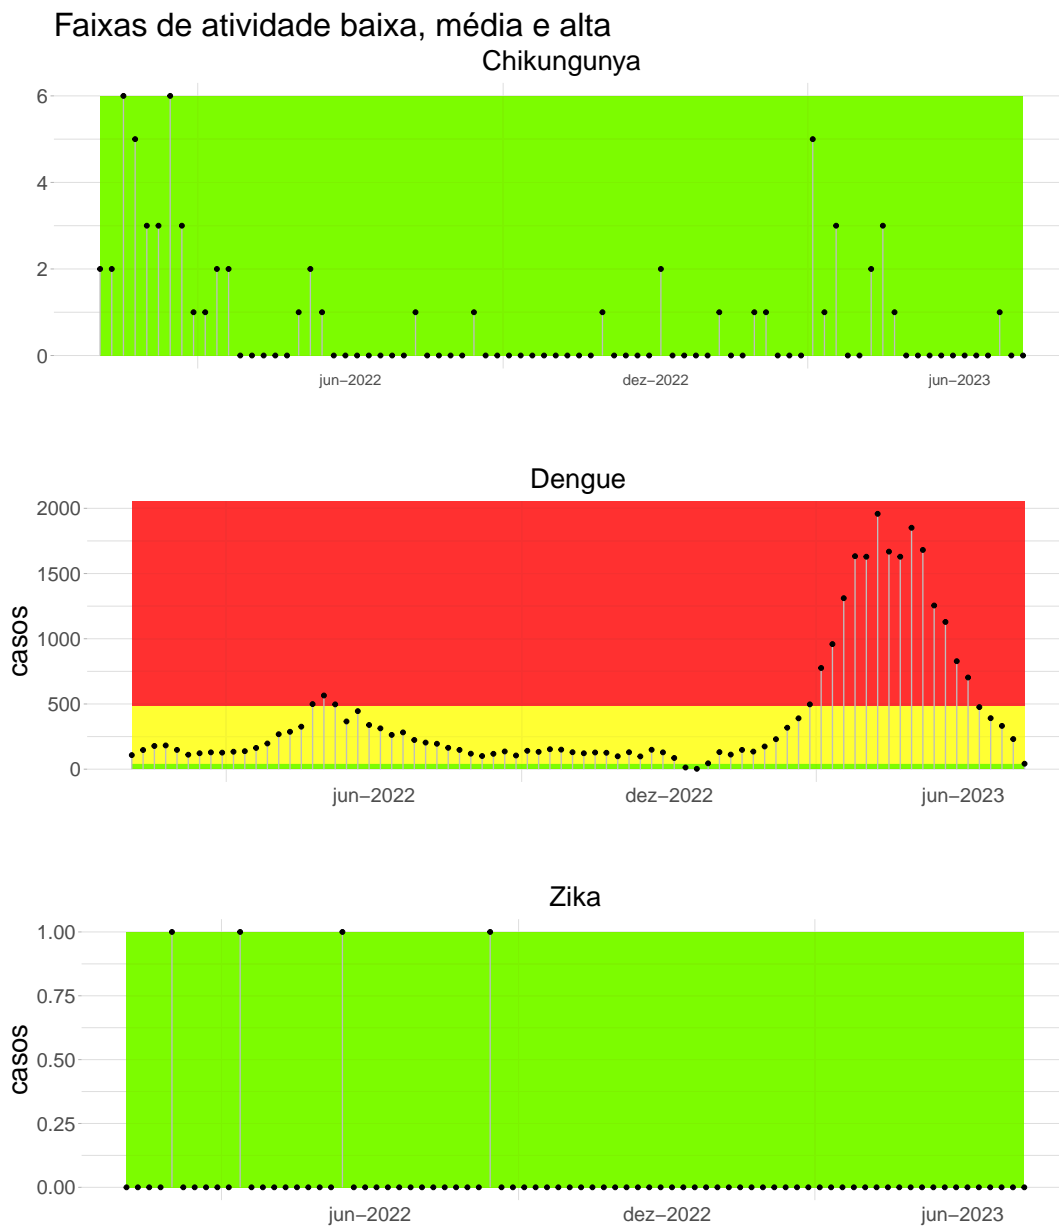 Faixas de atividade baixa, média e alta
Chikungunya
6
4
2
0
jun−2022 dez−2022 jun−2023
Dengue
casos
2000
1500
1000
500
0
jun−2022 dez−2022 jun−2023
Zika
casos
1.00
0.75
0.50
0.25
0.00
jun−2022 dez−2022 jun−2023